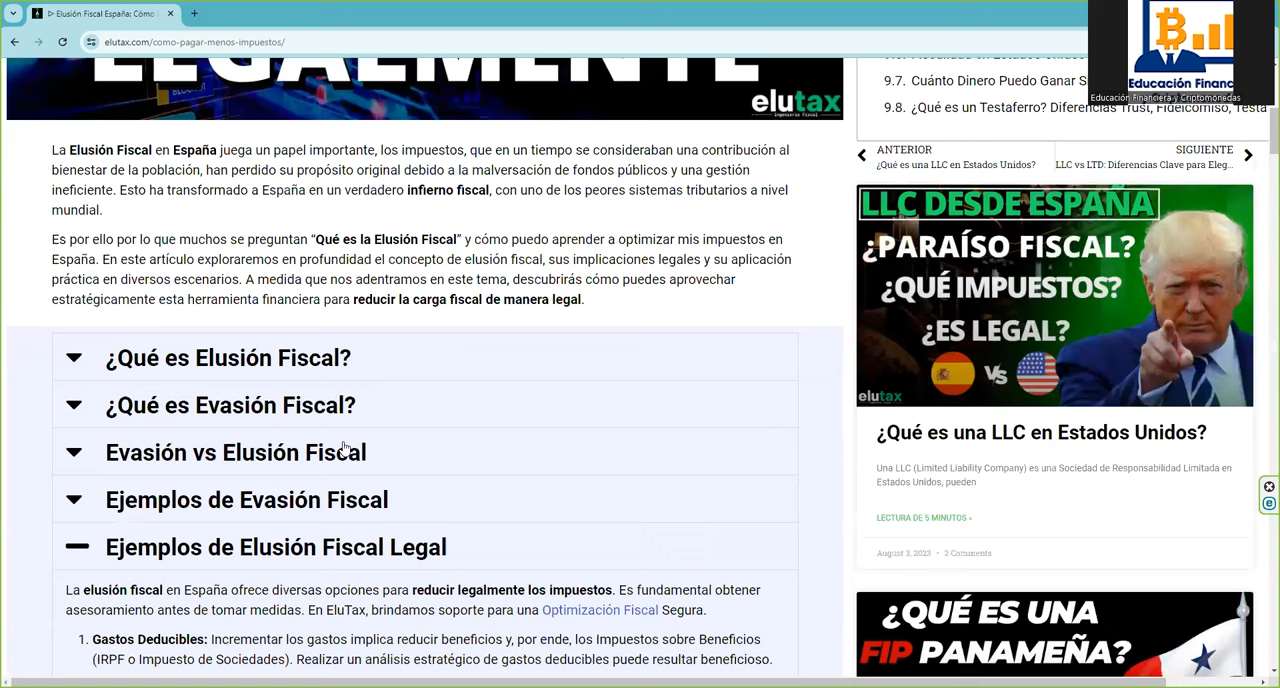 ▷ Elusión Fiscal España: Cómo
elutax.com/como-pagar-menos-impuestos/
LEGALMENTE
elutax
Ingeniería Fiscal
La Elusión Fiscal en España juega un papel importante, los impuestos, que en un tiempo se consideraban una contribución al
bienestar de la población, han perdido su propósito original debido a la malversación de fondos públicos y una gestión
ineficiente. Esto ha transformado a España en un verdadero infierno fiscal, con uno de los peores sistemas tributarios a nivel
mundial.
Es por ello por lo que muchos se preguntan “Qué es la Elusión Fiscal” y cómo puedo aprender a optimizar mis impuestos en
España. En este artículo exploraremos en profundidad el concepto de elusión fiscal, sus implicaciones legales y su aplicación
práctica en diversos escenarios. A medida que nos adentramos en este tema, descubrirás cómo puedes aprovechar
estratégicamente esta herramienta financiera para reducir la carga fiscal de manera legal.
¿Qué es Elusión Fiscal?
¿Qué es Evasión Fiscal?
Evasión vs Elusión Fiscal
Ejemplos de Evasión Fiscal
Ejemplos de Elusión Fiscal Legal
La elusión fiscal en España ofrece diversas opciones para reducir legalmente los impuestos. Es fundamental obtener
asesoramiento antes de tomar medidas. En EluTax, brindamos soporte para una Optimización Fiscal Segura.
1. Gastos Deducibles: Incrementar los gastos implica reducir beneficios y, por ende, los Impuestos sobre Beneficios
(IRPF o Impuesto de Sociedades). Realizar un análisis estratégico de gastos deducibles puede resultar beneficioso.
9.7. Cuánto Dinero Puedo Ganar S
9.8. ¿Qué es un Testaferro? Diferencias Trust, Fideicomiso, Testa
Educación Financ
Educación Financiera y Criptomonedas
ANTERIOR
¿Qué es una LLC en Estados Unidos?
SIGUIENTE
LLC vs LTD: Diferencias Clave para Eleg...
LLC DESDE ESPAÑA
¿PARAÍSO FISCAL?
¿QUÉ IMPUESTOS?
¿ES LEGAL?
VS
elutax
¿Qué es una LLC en Estados Unidos?
Una LLC (Limited Liability Company) es una Sociedad de Responsabilidad Limitada en
Estados Unidos, pueden
LECTURA DE 5 MINUTOS »
August 3, 2023 • 2 Comments
¿QUÉ ES UNA
FIP PANAMEÑA?